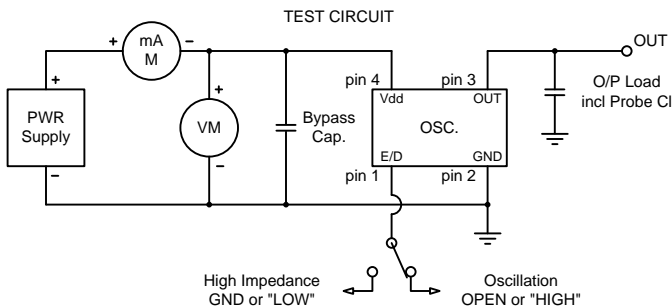 TEST CIRCUIT
+
mA
M
–
OUT
+
PWR
Supply
–
+
VM
–
Bypass
Cap.
pin 4
pin 3
Vdd
OUT
OSC.
E/D
GND
pin 1
pin 2
O/P Load
incl Probe Cl
High Impedance
GND or "LOW"
Oscillation
OPEN or "HIGH"